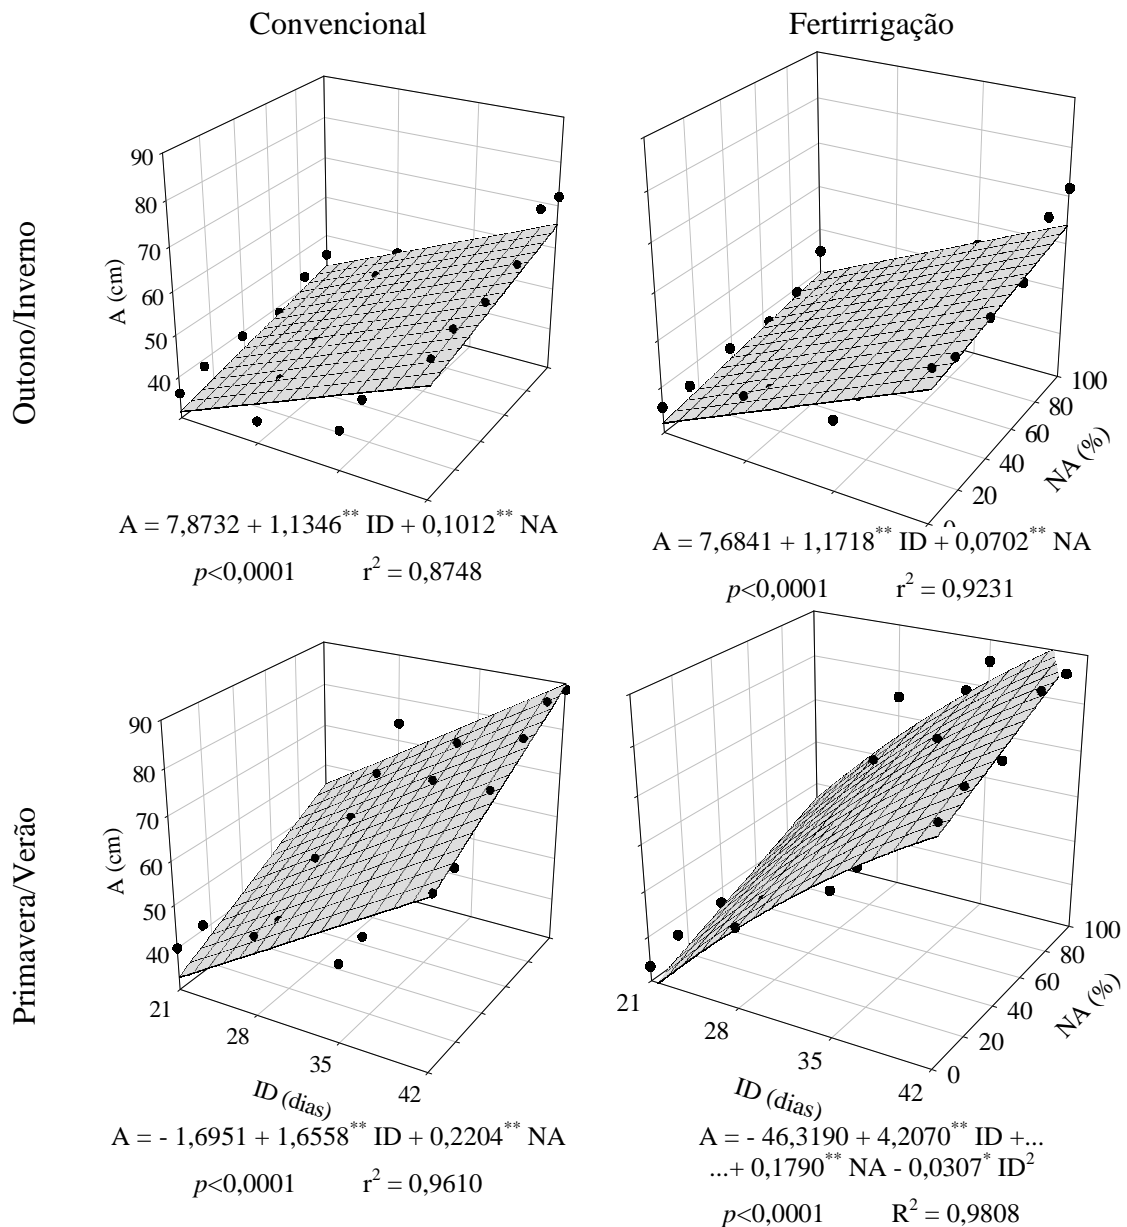 Convencional
Fertirrigação
Outono/Inverno
A (cm)
90
80
70
60
50
40
100
80
60
40
20
NA (%)
A = 7,8732 + 1,1346** ID + 0,1012** NA
p<0,0001 r² = 0,8748
A = 7,6841 + 1,1718** ID + 0,0702** NA
p<0,0001 r² = 0,9231
Primavera/Verão
A (cm)
90
80
70
60
50
40
21
28
35
42
ID (dias)
21
28
35
42
ID (dias)
100
80
60
40
20
0
NA (%)
A = - 1,6951 + 1,6558** ID + 0,2204** NA
p<0,0001 r² = 0,9610
A = - 46,3190 + 4,2070** ID +...
...+ 0,1790** NA - 0,0307* ID²
p<0,0001 R² = 0,9808